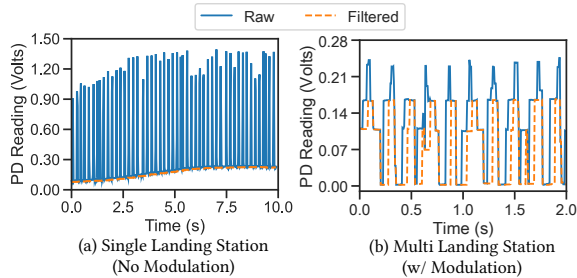 Raw Filtered
PD Reading (Volts)
1.50
1.20
0.90
0.60
0.30
0.00
0.0 2.5 5.0 7.5 10.0
Time (s)
(a) Single Landing Station
(No Modulation)
PD Reading (Volts)
0.28
0.21
0.14
0.07
0.00
0.0 0.5 1.0 1.5 2.0
Time (s)
(b) Multi Landing Station
(w/ Modulation)